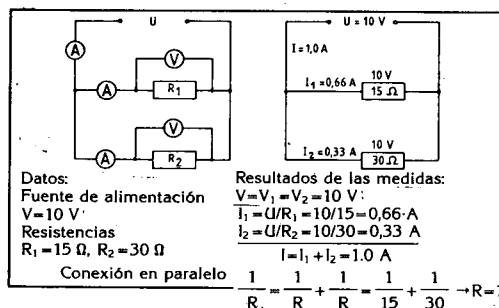 U
A
V
A R₁
V
A R₂
U = 10 V
I = 1,0 A
10 V
I₁ = 0,66 A 15 Ω
10 V
I₂ = 0,33 A 30 Ω
Datos:
Fuente de alimentación
V=10 V
Resistencias
R₁=15 Ω, R₂=30 Ω
Resultados de las medidas:
V=V₁=V₂=10 V
I₁=U/R₁=10/15=0,66·A
I₂=U/R₂=10/30=0,33 A
I=I₁+I₂=1.0 A
Conexión en paralelo
1/R = 1/R + 1/R = 1/15 + 1/30 →R=